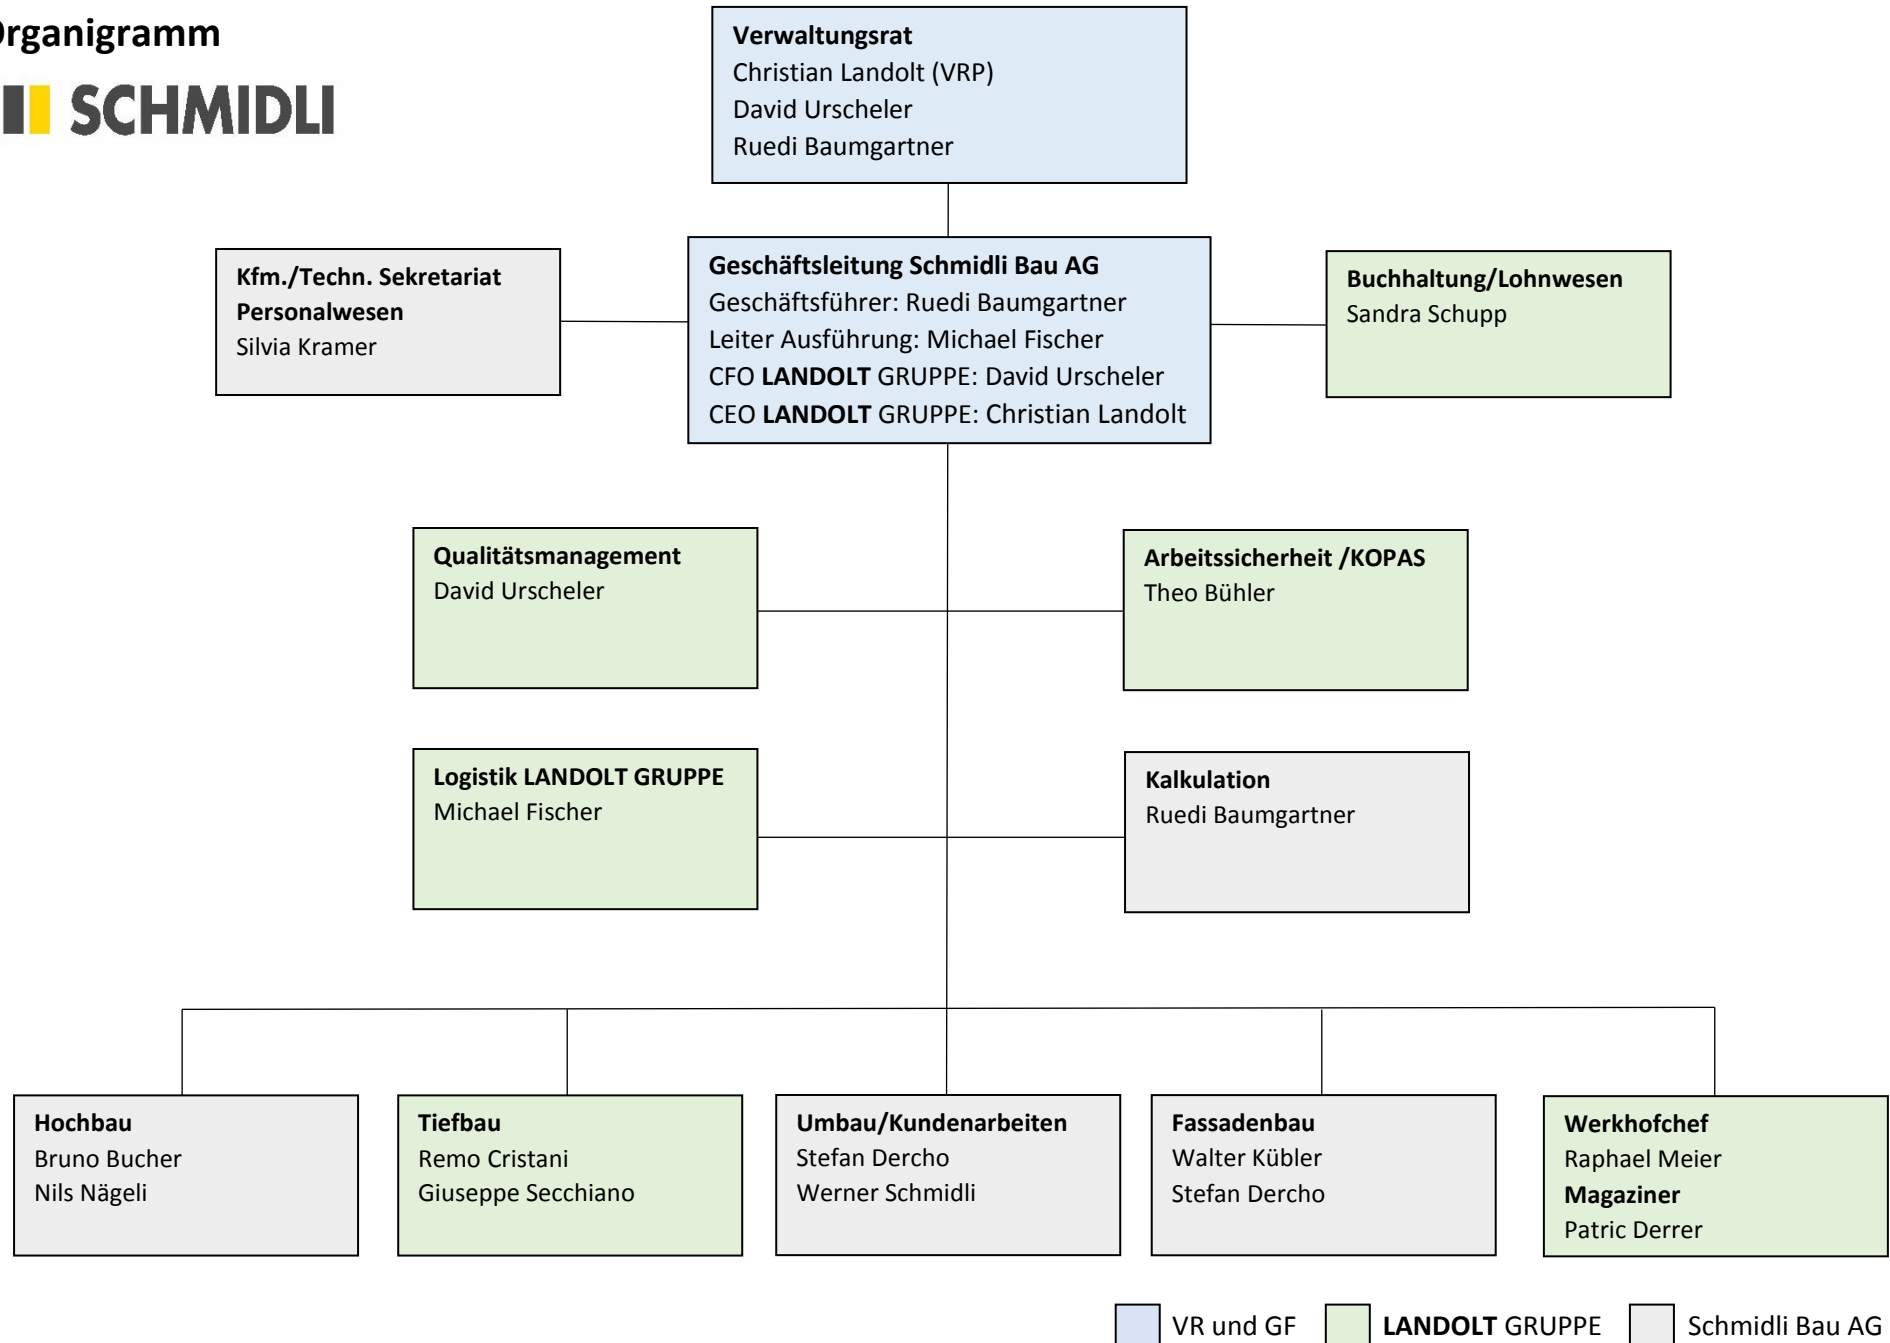 Organigramm
SCHMIDLI
Verwaltungsrat
Christian Landolt (VRP)
David Urscheler
Ruedi Baumgartner
Kfm./Techn. Sekretariat
Personalwesen
Silvia Kramer
Geschäftsleitung Schmidli Bau AG
Geschäftsführer: Ruedi Baumgartner
Leiter Ausführung: Michael Fischer
CFO LANDOLT GRUPPE: David Urscheler
CEO LANDOLT GRUPPE: Christian Landolt
Buchhaltung/Lohnwesen
Sandra Schupp
Qualitätsmanagement
David Urscheler
Arbeitssicherheit /KOPAS
Theo Bühler
Logistik LANDOLT GRUPPE
Michael Fischer
Kalkulation
Ruedi Baumgartner
Hochbau
Bruno Bucher
Nils Nägeli
Tiefbau
Remo Cristani
Giuseppe Secchiano
Umbau/Kundenarbeiten
Stefan Dercho
Werner Schmidli
Fassadenbau
Walter Kübler
Stefan Dercho
Werkhofchef
Raphael Meier
Magaziner
Patric Derrer
VR und GF
LANDOLT GRUPPE
Schmidli Bau AG